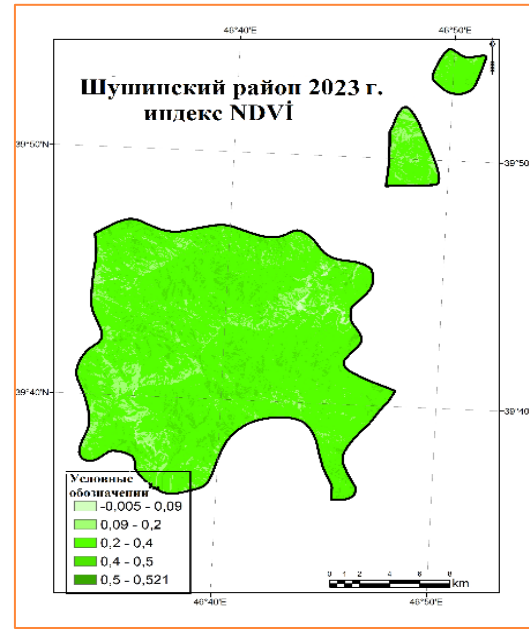 46°40'E 46°50'E
Шушинский район 2023 г.
индекс NDVİ
39°50'N 39°50'
39°40'N 39°40'
Условные
обозначении
-0,005 - 0,09
0,09 - 0,2
0,2 - 0,4
0,4 - 0,5
0,5 - 0,521
0 1 2 4 6 8
km
46°40'E 46°50'E